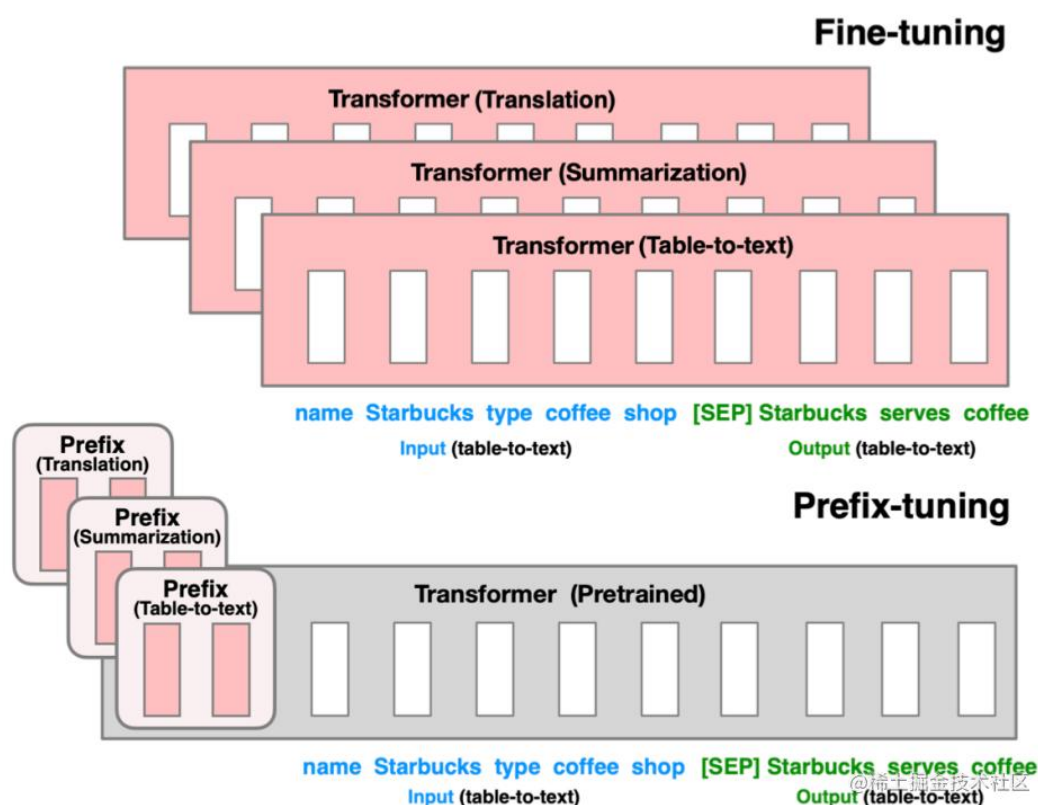 Fine-tuning
Transformer (Translation)
Transformer (Summarization)
Transformer (Table-to-text)
name Starbucks type coffee shop [SEP] Starbucks serves coffee
Input (table-to-text) Output (table-to-text)
Prefix
(Translation)
Prefix-tuning
Prefix
(Summarization)
Transformer (Pretrained)
Prefix
(Table-to-text)
name Starbucks type coffee shop [SEP] Starbucks serves coffee
@稀土掘金技术社区
Input (table-to-text) Output (table-to-text)